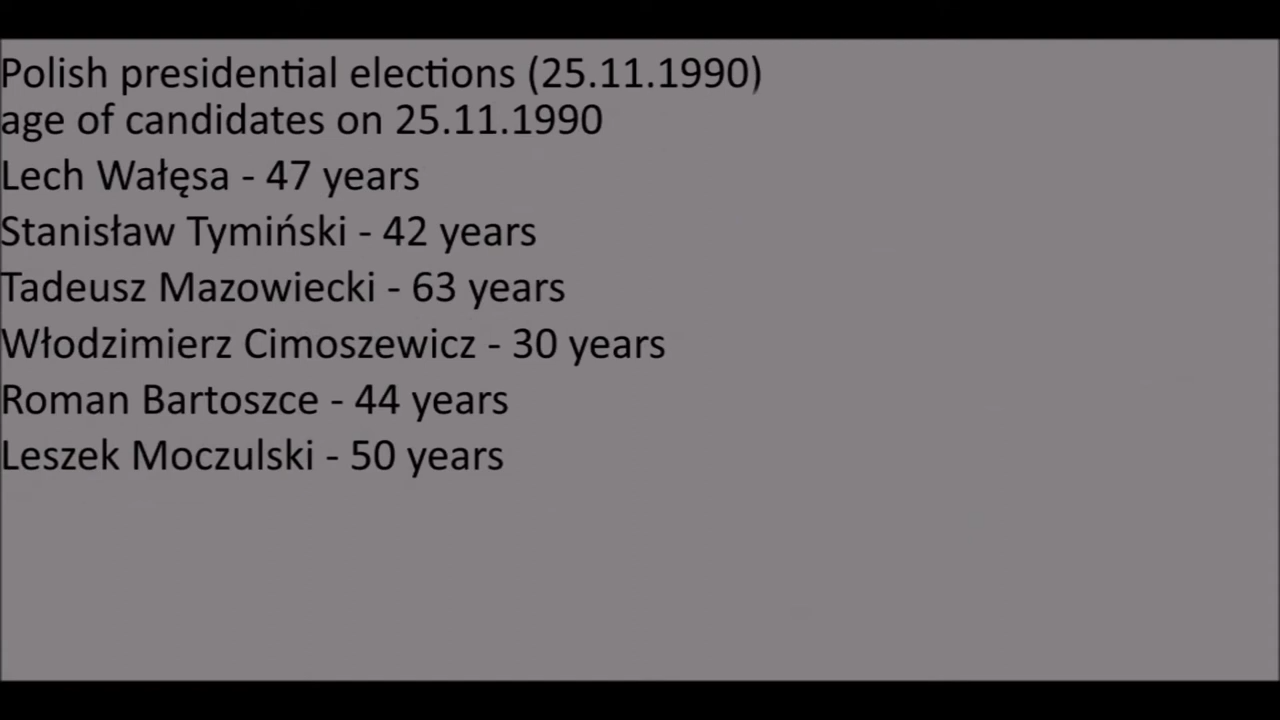 Polish presidential elections (25.11.1990)
age of candidates on 25.11.1990
Lech Wałęsa - 47 years
Stanisław Tymiński - 42 years
Tadeusz Mazowiecki - 63 years
Włodzimierz Cimoszewicz - 30 years
Roman Bartoszce - 44 years
Leszek Moczulski - 50 years